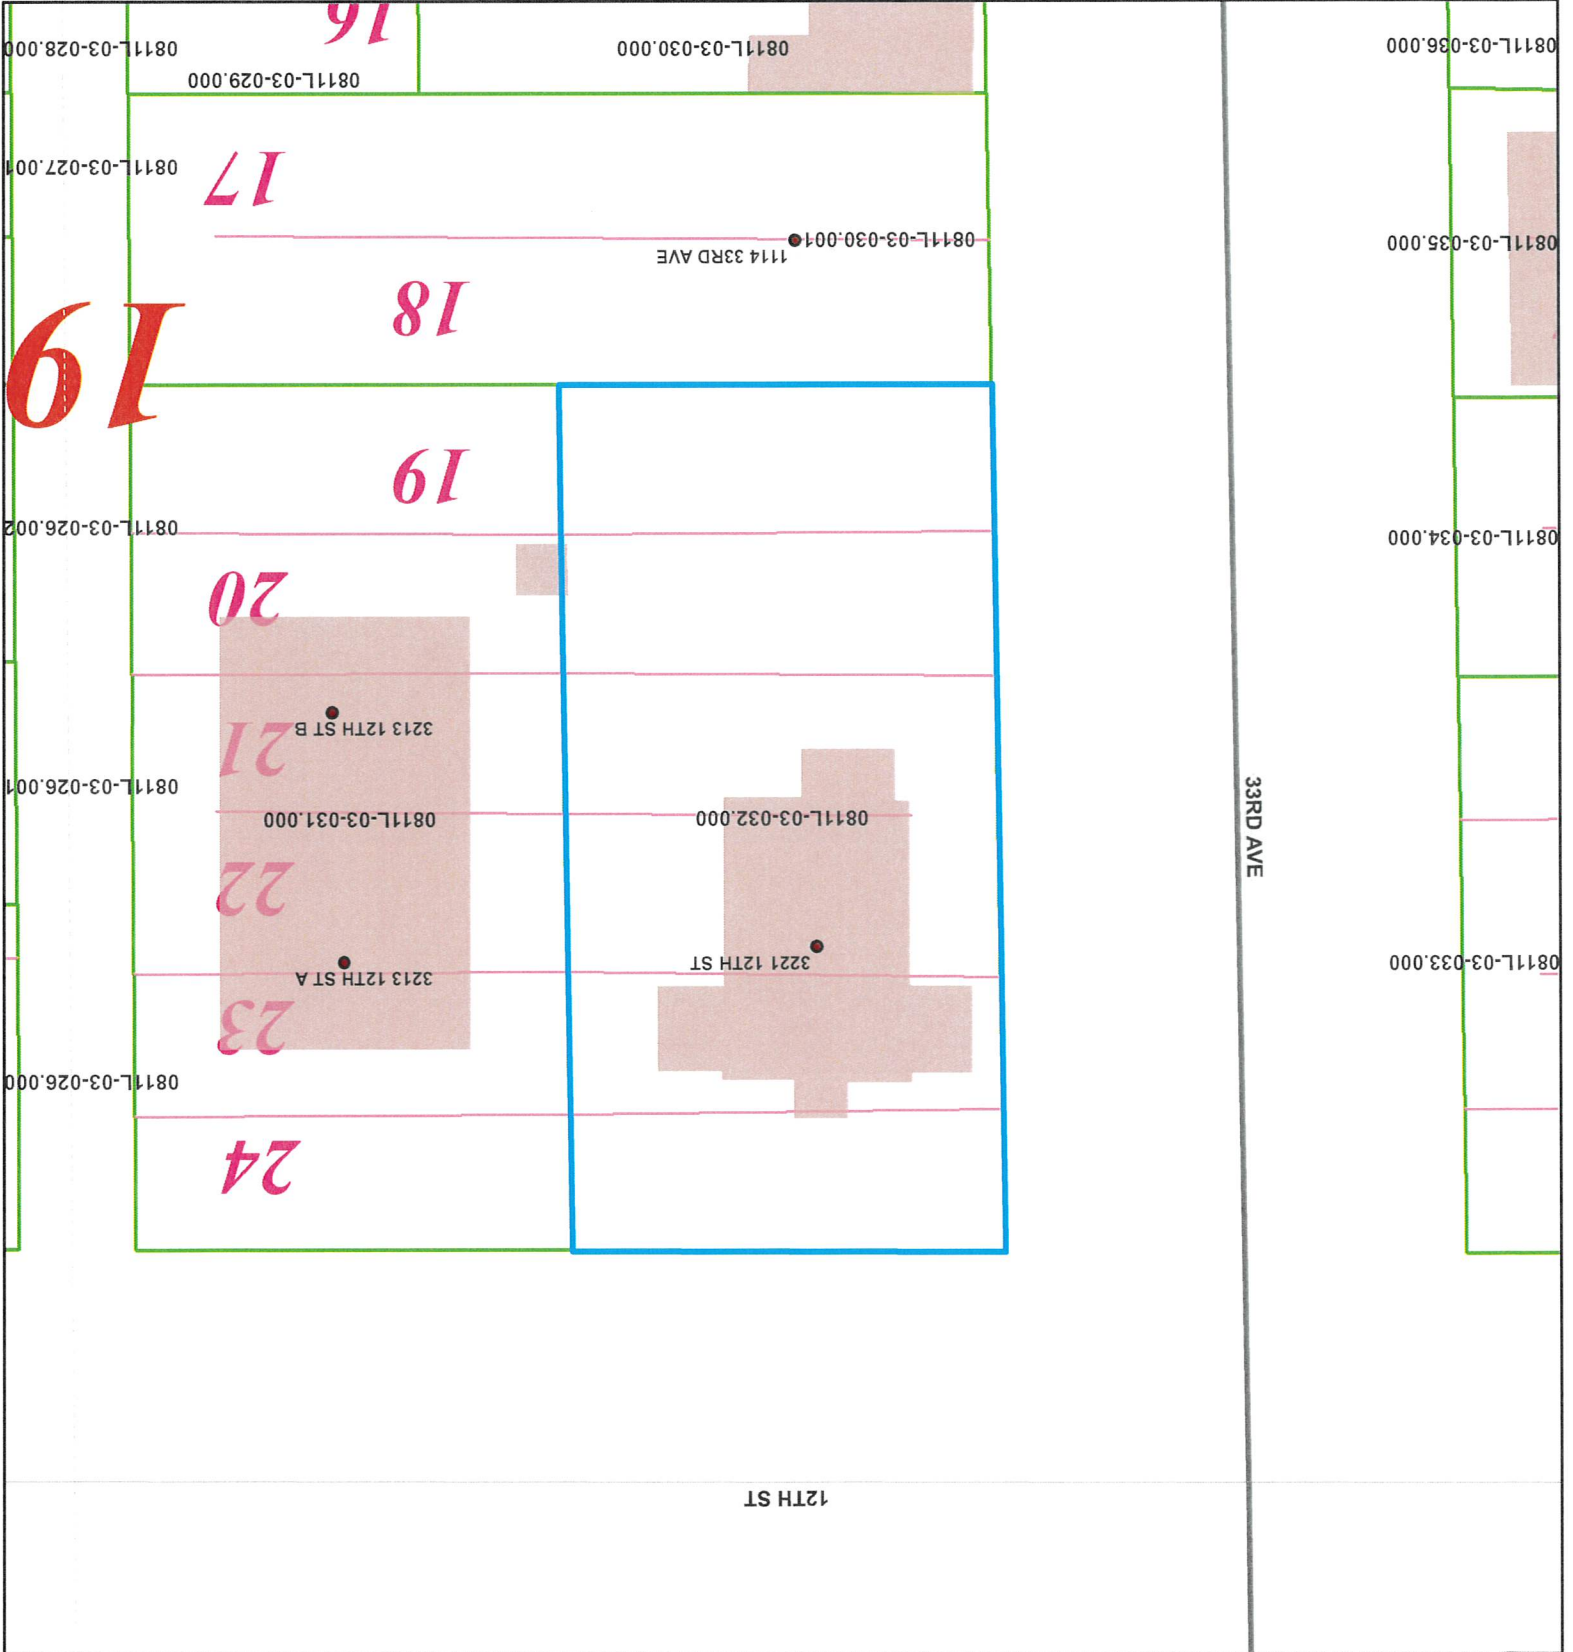 12TH ST
24
0811L-03-026.000
23
3213 12TH ST A
0811L-03-033.000
3221 12TH ST
22
33RD AVE
0811L-03-032.000
0811L-03-031.000
0811L-03-026.001
21
3213 12TH ST B
20
0811L-03-034.000
0811L-03-026.002
19
19
18
1114 33RD AVE
0811L-03-035.000
0811L-03-030.001
17
0811L-03-027.001
0811L-03-029.000
0811L-03-036.000
0811L-03-030.000
0811L-03-028.000
16